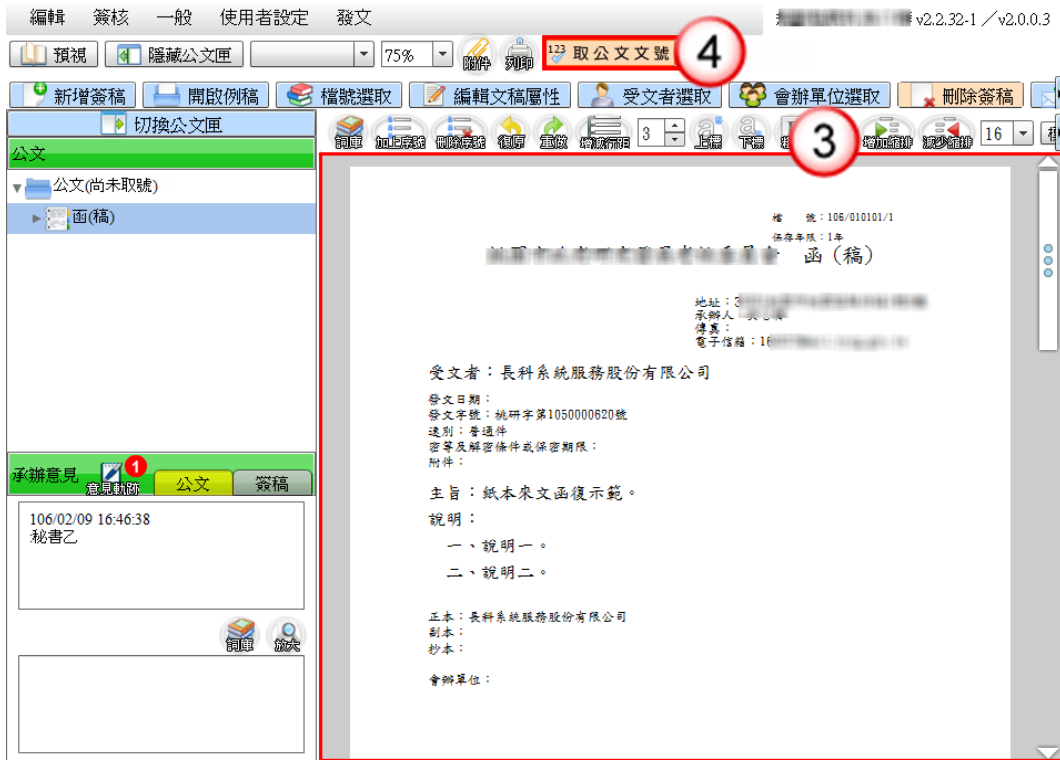 編輯 簽核 一般 使用者設定 發文 v2.2.32-1／v2.0.0.3
預視 隱藏公文匣 75% 附件 列印 123 取公文文號 4
新增簽稿 開啟例稿 檔號選取 編輯文稿屬性 受文者選取 會辦單位選取 刪除簽稿
切換公文匣
詞庫 加上序號 刪除序號 復原 重做 增減行距 3 上標 下標 3 增加縮排 減少縮排 16
公文
公文(尚未取號)
函(稿)
檔 號：106/010101/1
保存年限：1年
函（稿）
地址：3
承辦人
傳真：
電子信箱：16
受文者：長科系統服務股份有限公司
發文日期：
發文字號：桃研字第1050000620號
速別：普通件
密等及解密條件或保密期限：
附件：
主旨：紙本來文函復示範。
說明：
一、說明一。
二、說明二。
正本：長科系統服務股份有限公司
副本：
抄本：
會辦單位：
承辦意見 意見軌跡 1 公文 簽稿
106/02/09 16:46:38
:秘書乙
詞庫 放大